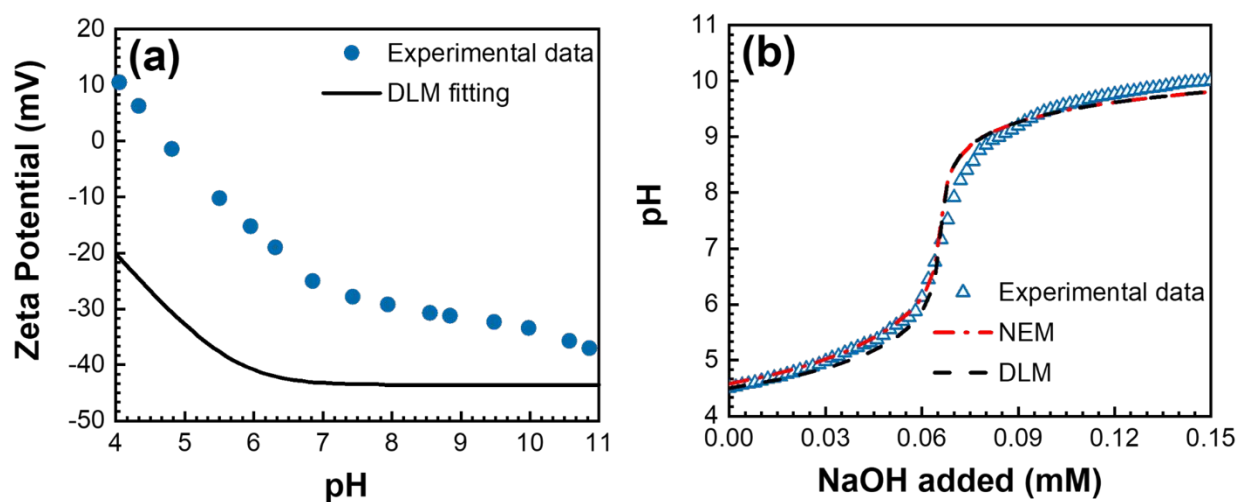 (a)
Experimental data
DLM fitting
Zeta Potential (mV)
20
10
0
-10
-20
-30
-40
-50
4 5 6 7 8 9 10 11
pH
(b)
pH
11
10
9
8
7
6
5
4
Experimental data
NEM
DLM
0.00 0.03 0.06 0.09 0.12 0.15
NaOH added (mM)